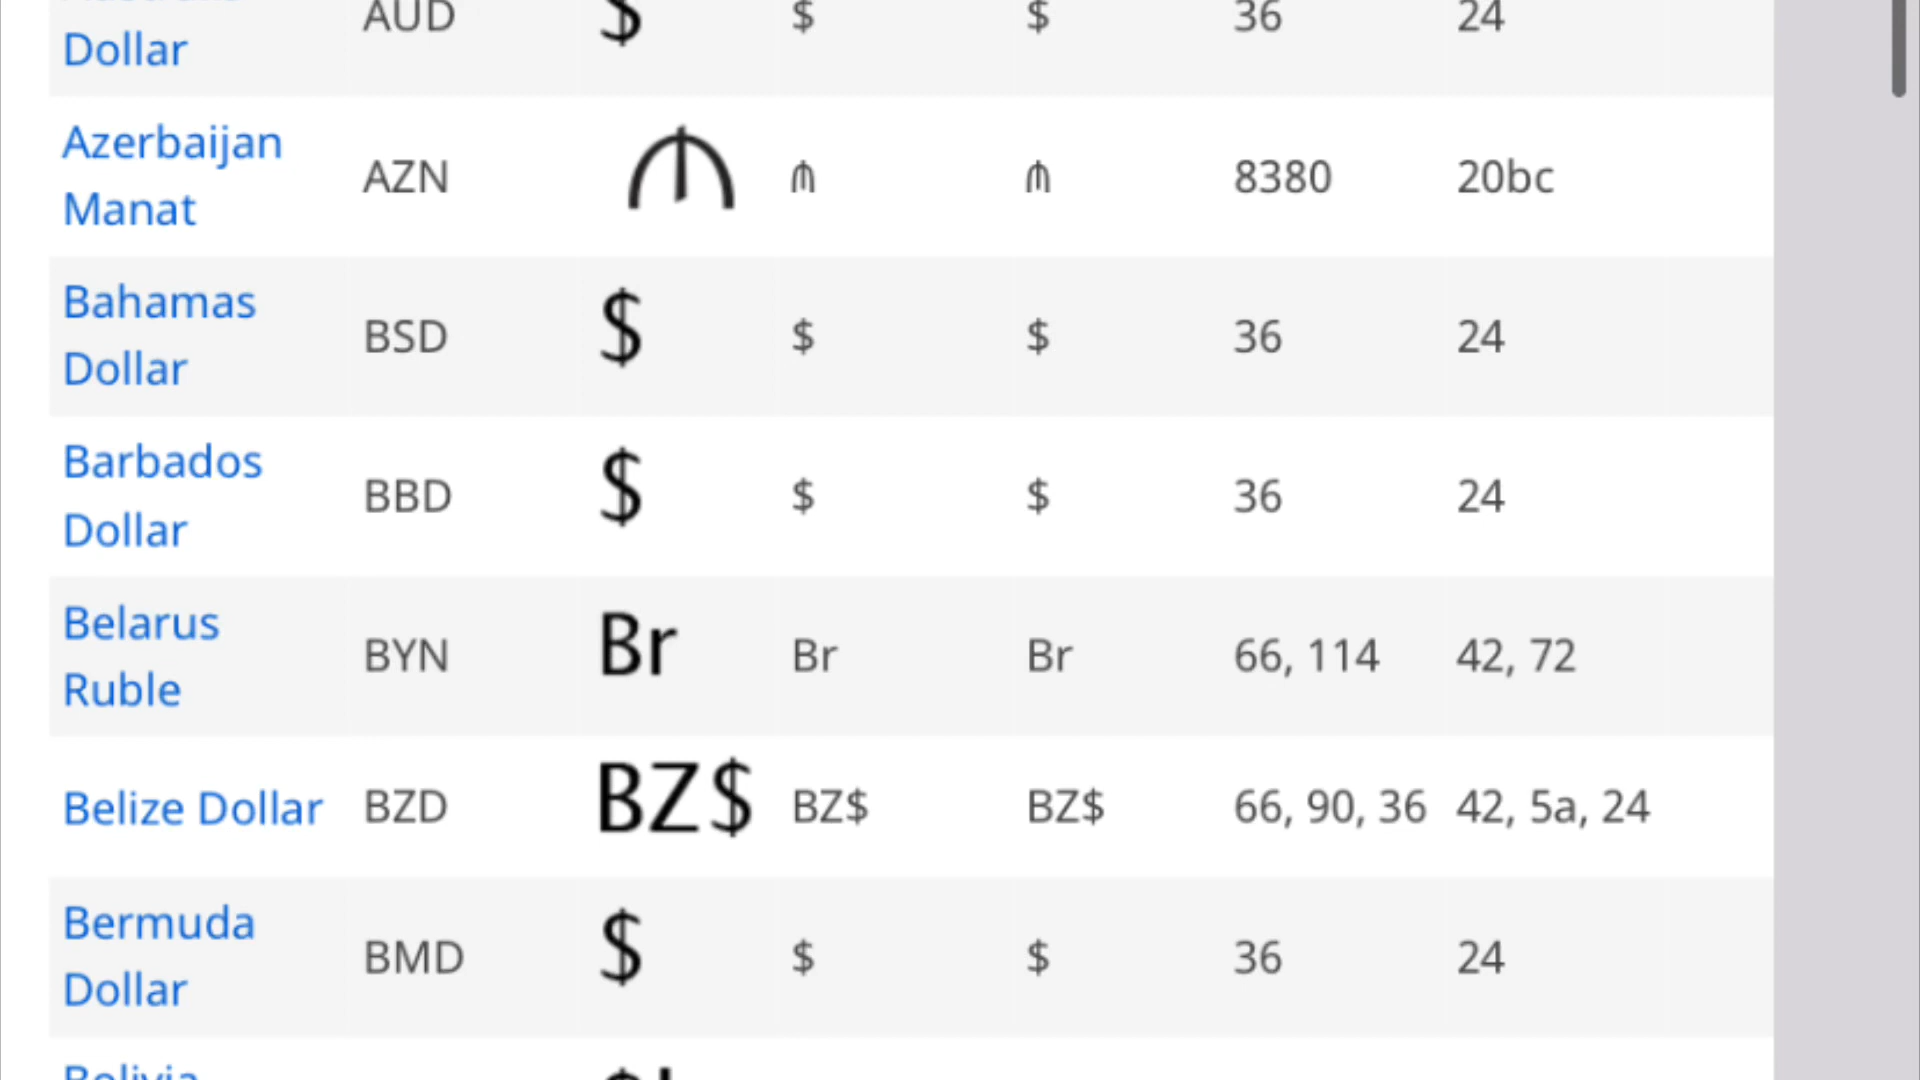 Dollar AUD $ $ $ 36 24
Azerbaijan
Manat AZN ₼ ₼ ₼ 8380 20bc
Bahamas
Dollar BSD $ $ $ 36 24
Barbados
Dollar BBD $ $ $ 36 24
Belarus
Ruble BYN Br Br Br 66, 114 42, 72
Belize Dollar BZD BZ$ BZ$ BZ$ 66, 90, 36 42, 5a, 24
Bermuda
Dollar BMD $ $ $ 36 24
Bolivia